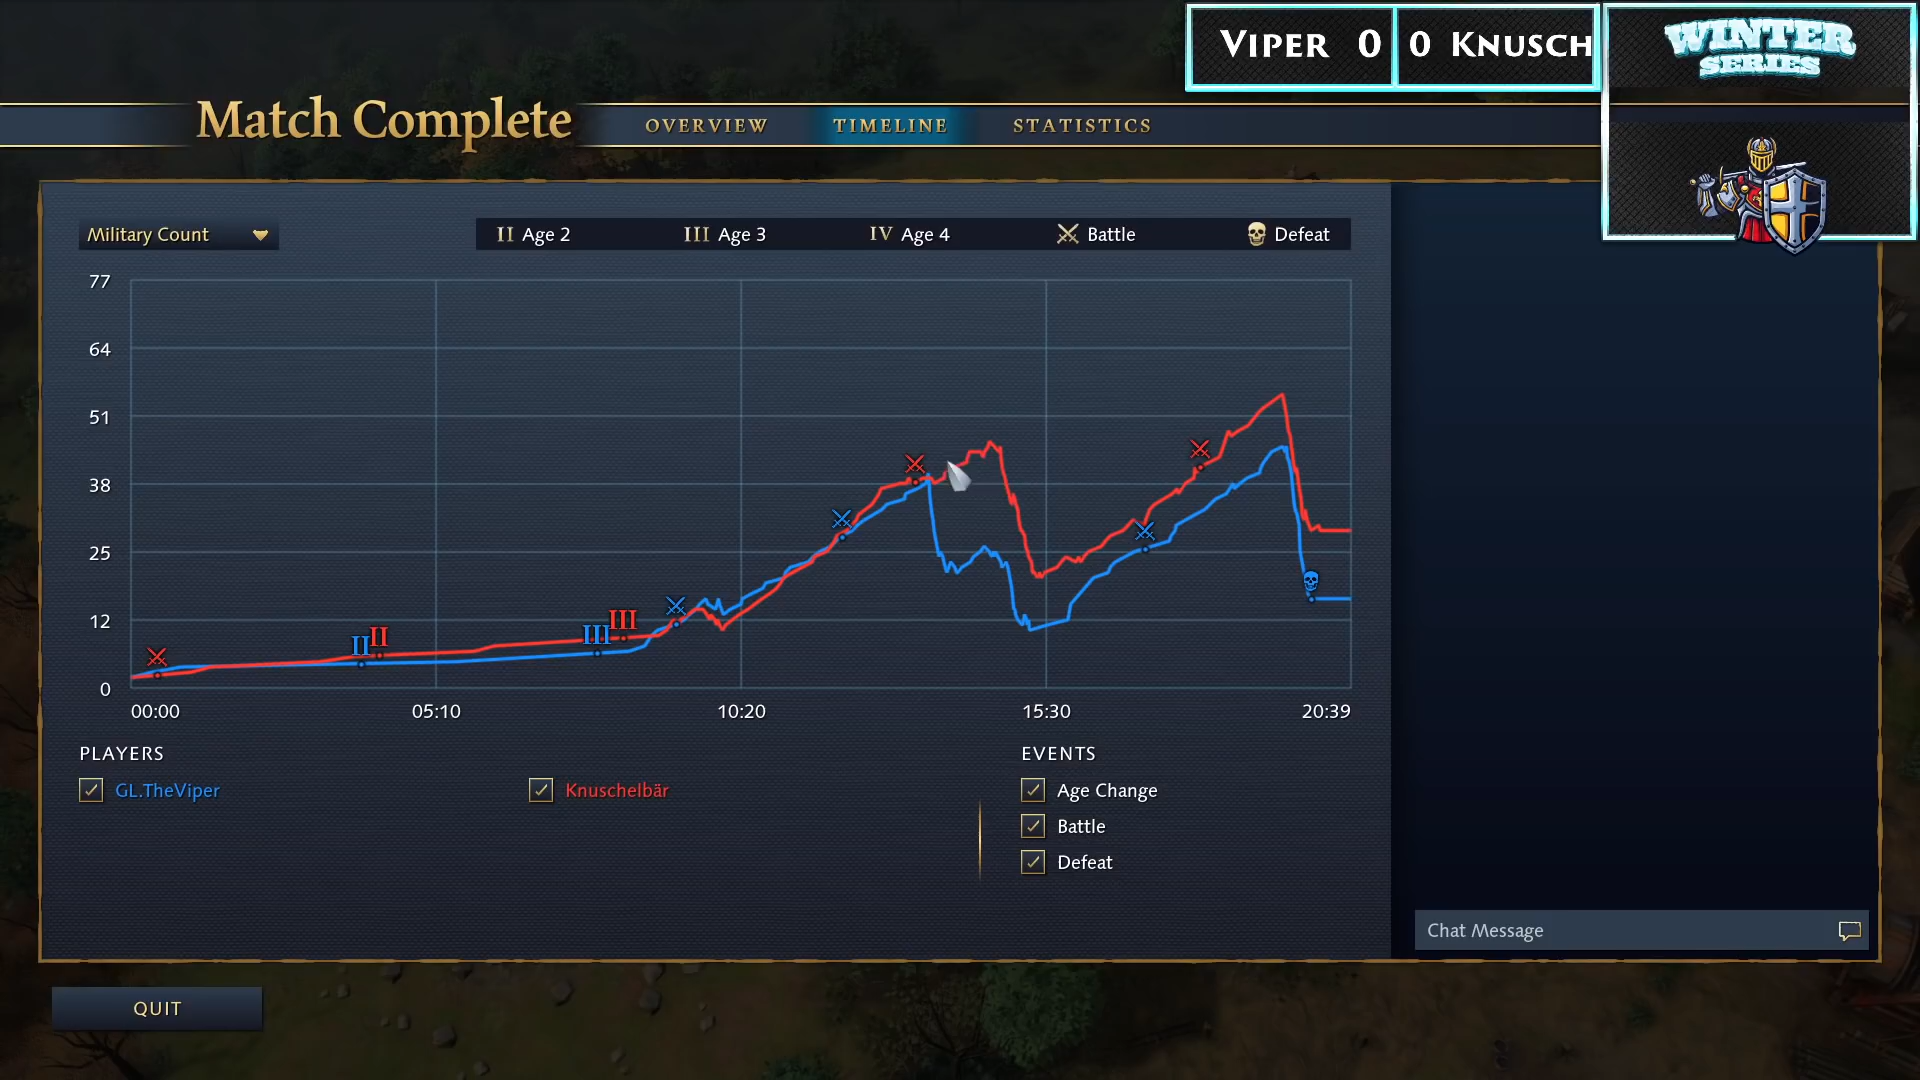 VIPER 0 0 KNUSCH
WINTER SERIES
Match Complete OVERVIEW TIMELINE STATISTICS
Military Count II Age 2 III Age 3 IV Age 4 Battle Defeat
77
64
51
38
25
12
0
II II III III
00:00 05:10 10:20 15:30 20:39
PLAYERS EVENTS
GL.TheViper Knuschelbär Age Change
Battle
Defeat
Chat Message
QUIT